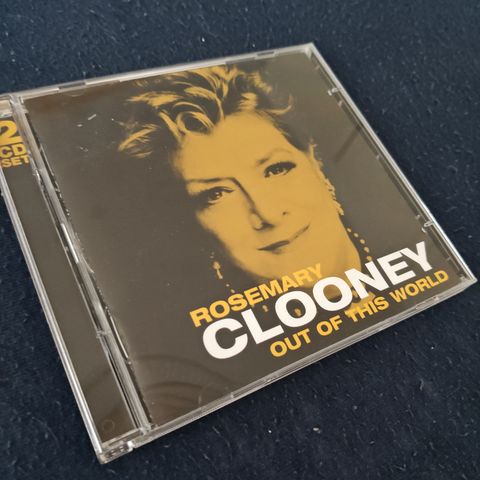 2
CD
SET
ROSEMARY
CLOONEY
OUT OF THIS WORLD